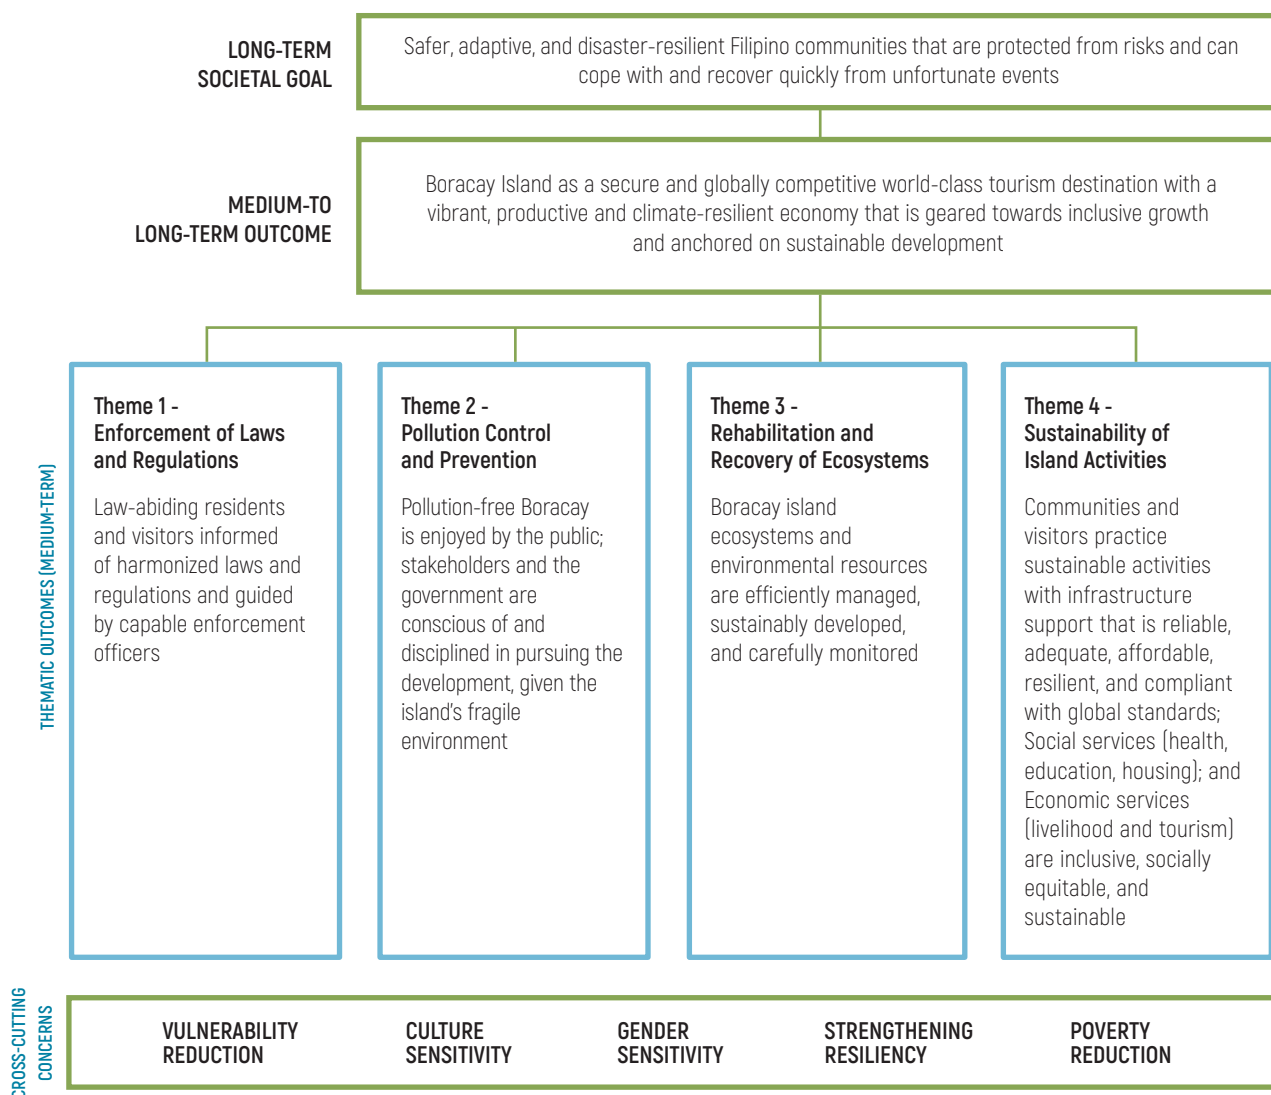 LONG-TERM
SOCIETAL GOAL
Safer, adaptive, and disaster-resilient Filipino communities that are protected from risks and can
cope with and recover quickly from unfortunate events
MEDIUM-TO
LONG-TERM OUTCOME
Boracay Island as a secure and globally competitive world-class tourism destination with a
vibrant, productive and climate-resilient economy that is geared towards inclusive growth
and anchored on sustainable development
THEMATIC OUTCOMES (MEDIUM-TERM)
Theme 1 -
Enforcement of Laws
and Regulations
Law-abiding residents
and visitors informed
of harmonized laws and
regulations and guided
by capable enforcement
officers
Theme 2 -
Pollution Control
and Prevention
Pollution-free Boracay
is enjoyed by the public;
stakeholders and the
government are
conscious of and
disciplined in pursuing the
development, given the
island's fragile
environment
Theme 3 -
Rehabilitation and
Recovery of Ecosystems
Boracay island
ecosystems and
environmental resources
are efficiently managed,
sustainably developed,
and carefully monitored
Theme 4 -
Sustainability of
Island Activities
Communities and
visitors practice
sustainable activities
with infrastructure
support that is reliable,
adequate, affordable,
resilient, and compliant
with global standards;
Social services (health,
education, housing); and
Economic services
(livelihood and tourism)
are inclusive, socially
equitable, and
sustainable
CROSS-CUTTING
CONCERNS
VULNERABILITY
REDUCTION
CULTURE
SENSITIVITY
GENDER
SENSITIVITY
STRENGTHENING
RESILIENCY
POVERTY
REDUCTION